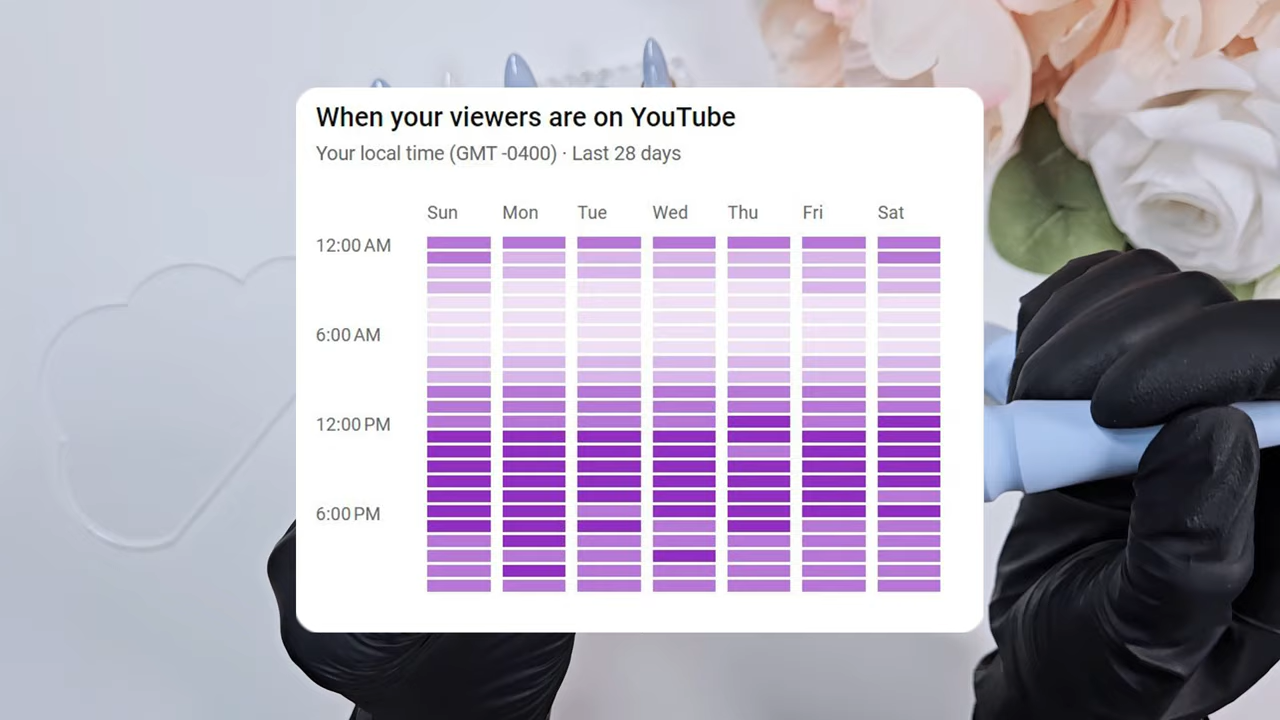 When your viewers are on YouTube
Your local time (GMT -0400) · Last 28 days
Sun Mon Tue Wed Thu Fri Sat
12:00 AM
6:00 AM
12:00 PM
6:00 PM